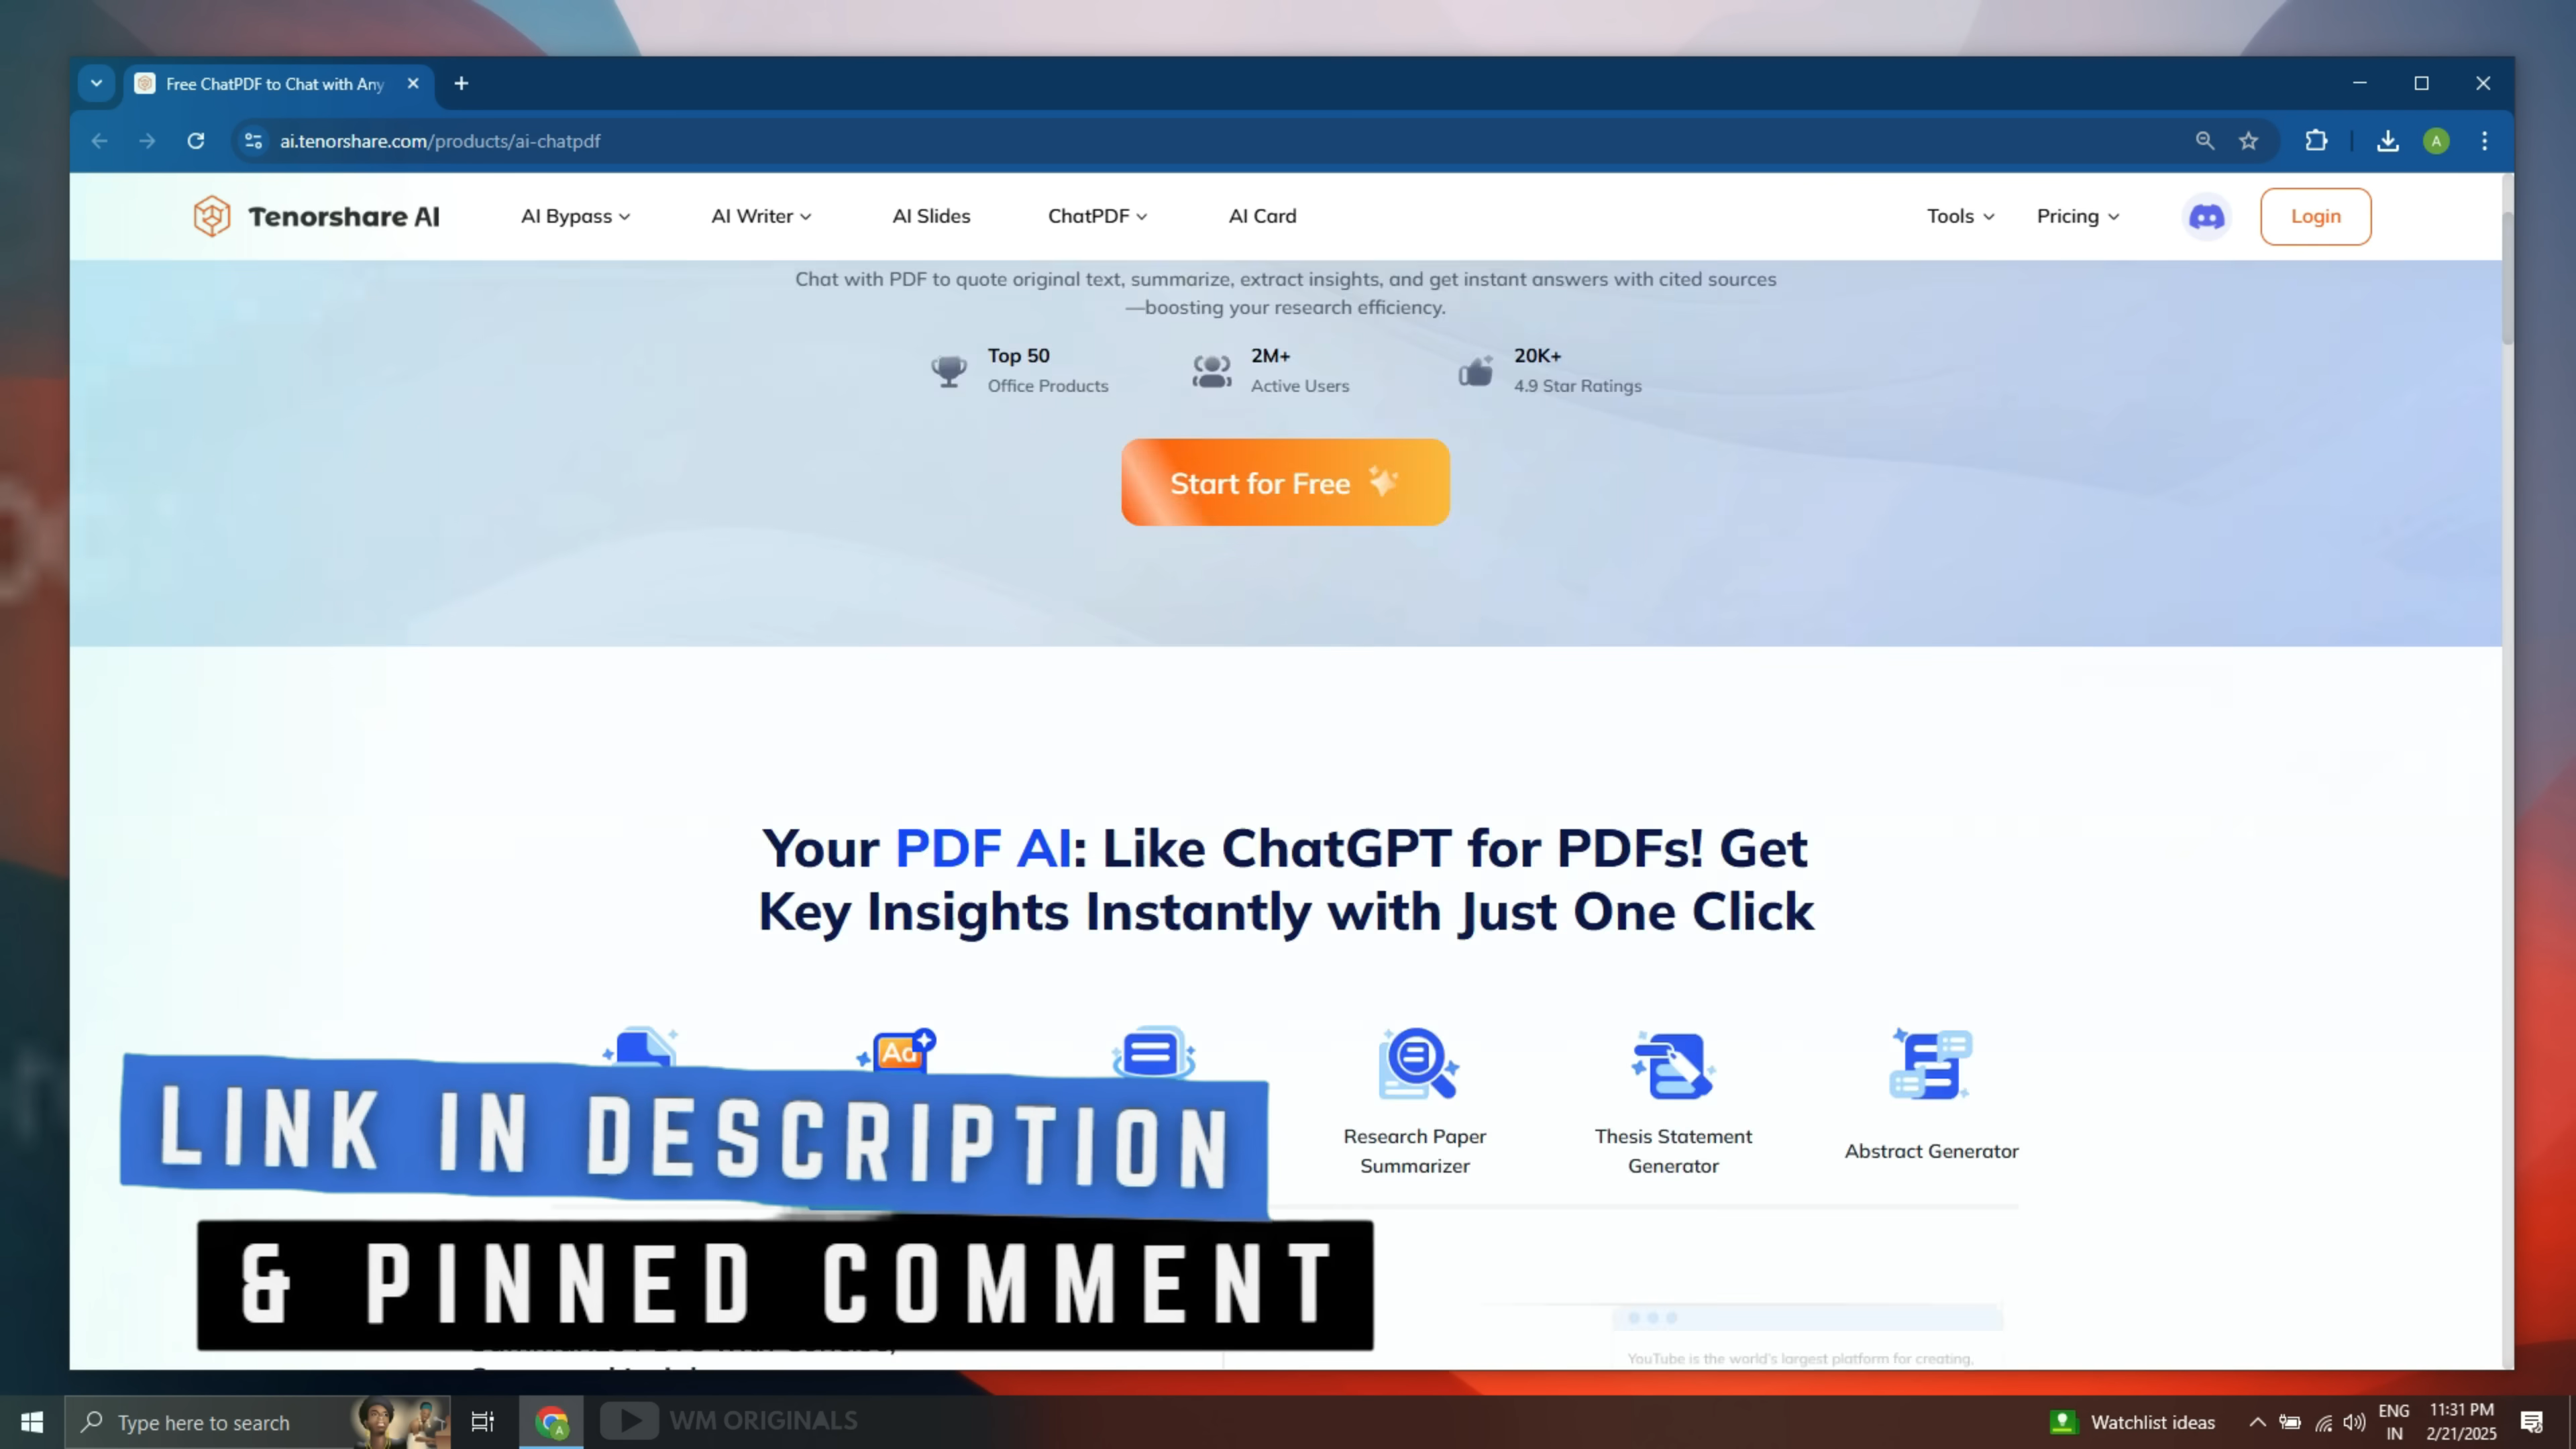 Free ChatPDF to Chat with Any
ai.tenorshare.com/products/ai-chatpdf
A
Tenorshare AI
AI Bypass
AI Writer
AI Slides
ChatPDF
AI Card
Tools
Pricing
Login
Chat with PDF to quote original text, summarize, extract insights, and get instant answers with cited sources
—boosting your research efficiency.
Top 50
Office Products
2M+
Active Users
20K+
4.9 Star Ratings
Start for Free
Your PDF AI: Like ChatGPT for PDFs! Get
Key Insights Instantly with Just One Click
Ad
Research Paper
Summarizer
Thesis Statement
Generator
Abstract Generator
LINK IN DESCRIPTION
& PINNED COMMENT
YouTube is the world's largest platform for creating,
Type here to search
A
WM ORIGINALS
Watchlist ideas
ENG
IN
11:31 PM
2/21/2025